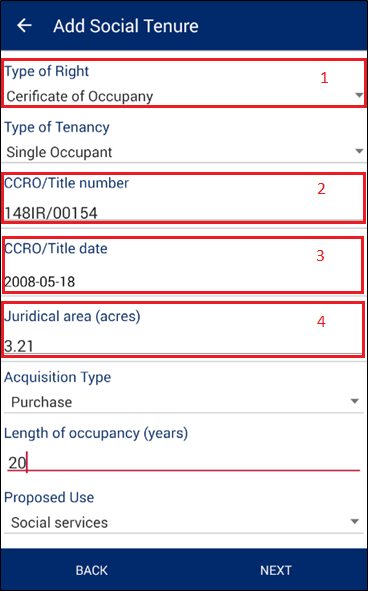 ← Add Social Tenure
Type of Right
1
Cerificate of Occupany
Type of Tenancy
Single Occupant
CCRO/Title number
2
148IR/00154
CCRO/Title date
3
2008-05-18
Juridical area (acres)
4
3.21
Acquisition Type
Purchase
Length of occupancy (years)
20
Proposed Use
Social services
BACK NEXT